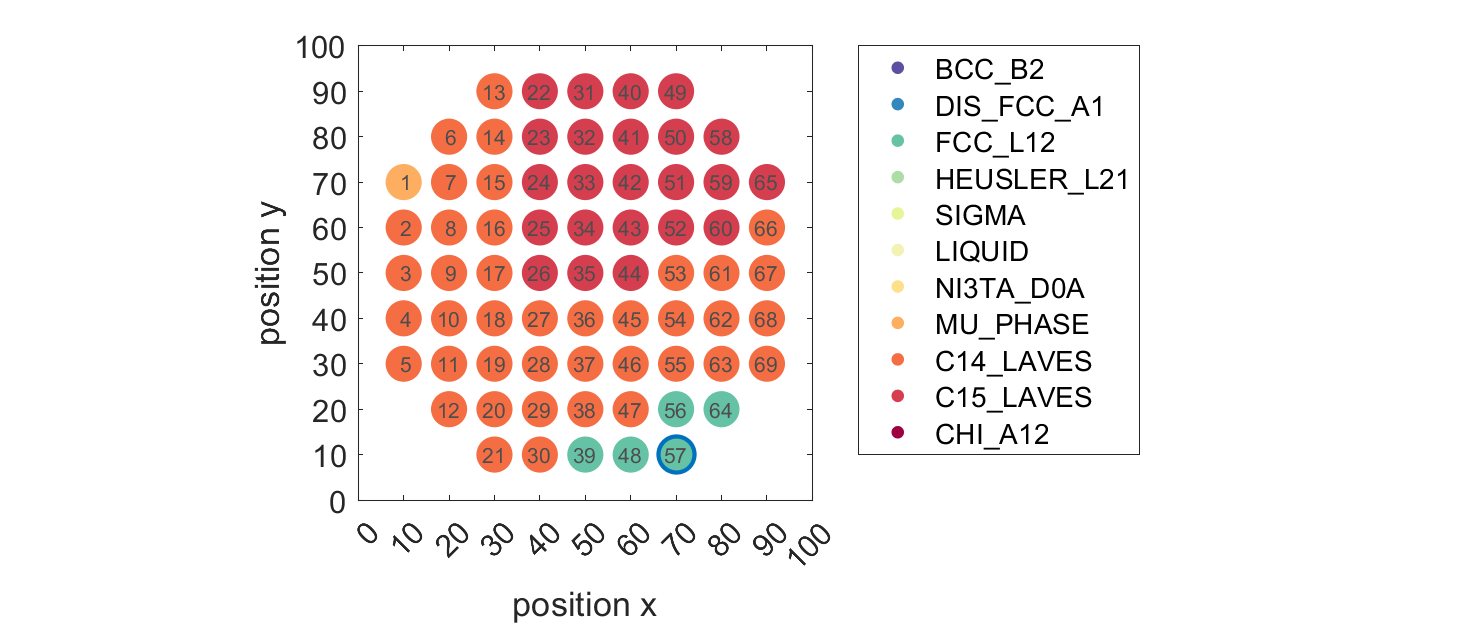 100
90 13 22 31 40 49
80 6 14 23 32 41 50 58
70 1 7 15 24 33 42 51 59 65
60 2 8 16 25 34 43 52 60 66
50 3 9 17 26 35 44 53 61 67
40 4 10 18 27 36 45 54 62 68
30 5 11 19 28 37 46 55 63 69
20 12 20 29 38 47 56 64
10 21 30 39 48 57
0
position y
0 10 20 30 40 50 60 70 80 90 100
position x
BCC_B2
DIS_FCC_A1
FCC_L12
HEUSLER_L21
SIGMA
LIQUID
NI3TA_D0A
MU_PHASE
C14_LAVES
C15_LAVES
CHI_A12